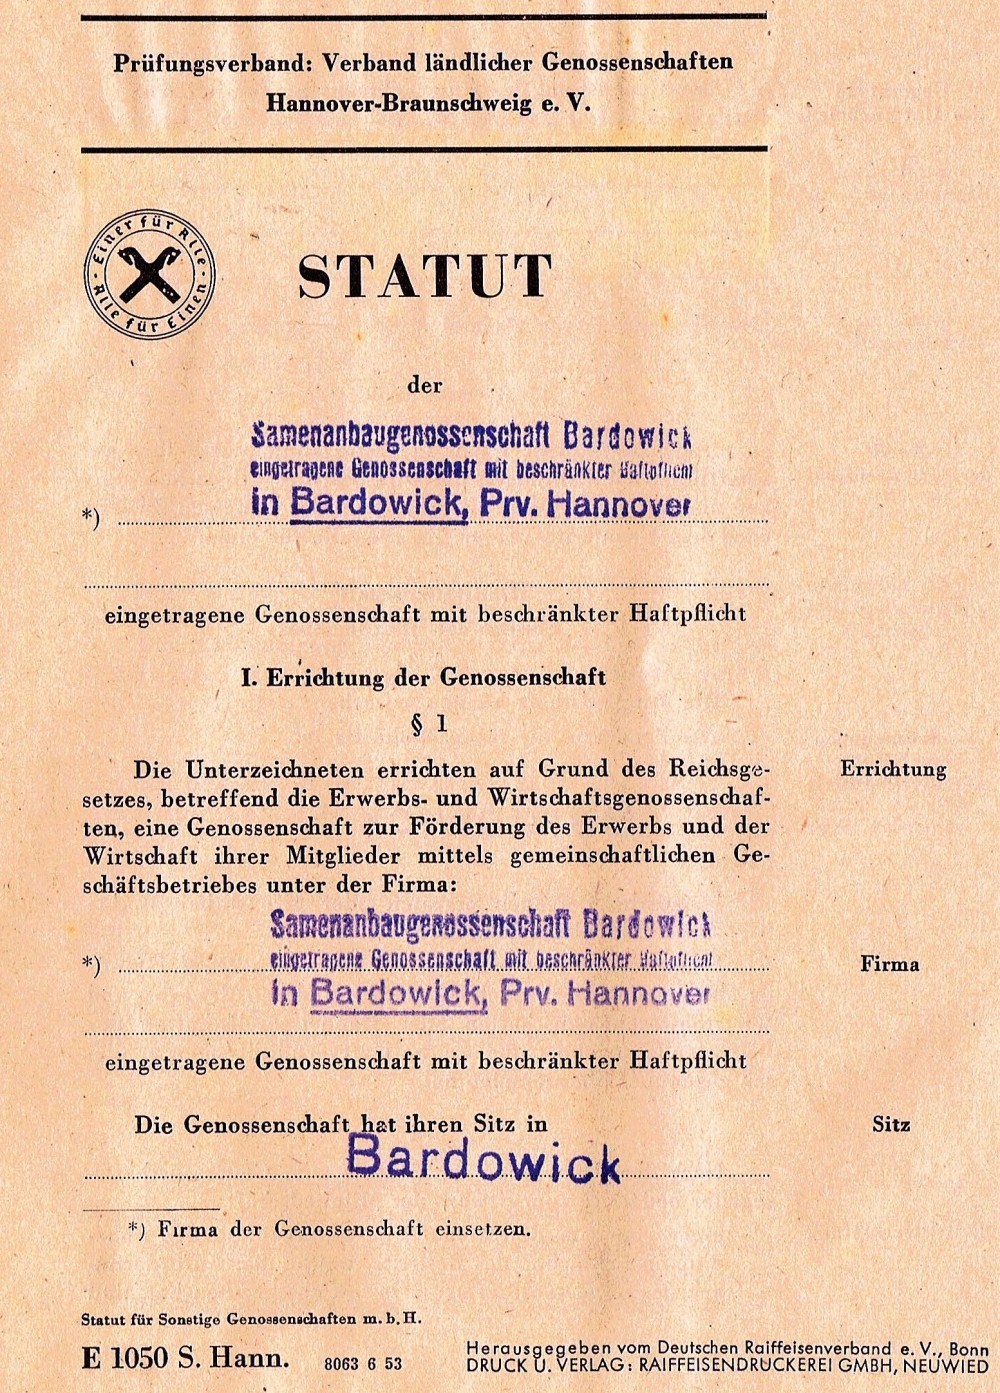 Prüfungsverband: Verband ländlicher Genossenschaften
Hannover-Braunschweig e. V.
· Einer für Alle ·
Alle für Einen
STATUT
der
Samenanbaugenossenschaft Bardowick
eingetragene Genossenschaft mit beschränkter Haftpflicht
in Bardowick, Prv. Hannover
*)
eingetragene Genossenschaft mit beschränkter Haftpflicht
I. Errichtung der Genossenschaft
§ 1
Die Unterzeichneten errichten auf Grund des Reichsge-
Errichtung
setzes, betreffend die Erwerbs- und Wirtschaftsgenossenschaf-
ten, eine Genossenschaft zur Förderung des Erwerbs und der
Wirtschaft ihrer Mitglieder mittels gemeinschaftlichen Ge-
schäftsbetriebes unter der Firma:
Samenanbaugenossenschaft Bardowick
eingetragene Genossenschaft mit beschränkter Haftpflicht
*)
Firma
in Bardowick, Prv. Hannover
eingetragene Genossenschaft mit beschränkter Haftpflicht
Die Genossenschaft hat ihren Sitz in
Sitz
Bardowick
*) Firma der Genossenschaft einsetzen.
Statut für Sonstige Genossenschaften m. b. H.
E 1050 S. Hann. 8063 6 53
Herausgegeben vom Deutschen Raiffeisenverband e. V., Bonn
DRUCK U. VERLAG: RAIFFEISENDRUCKEREI GMBH, NEUWIED